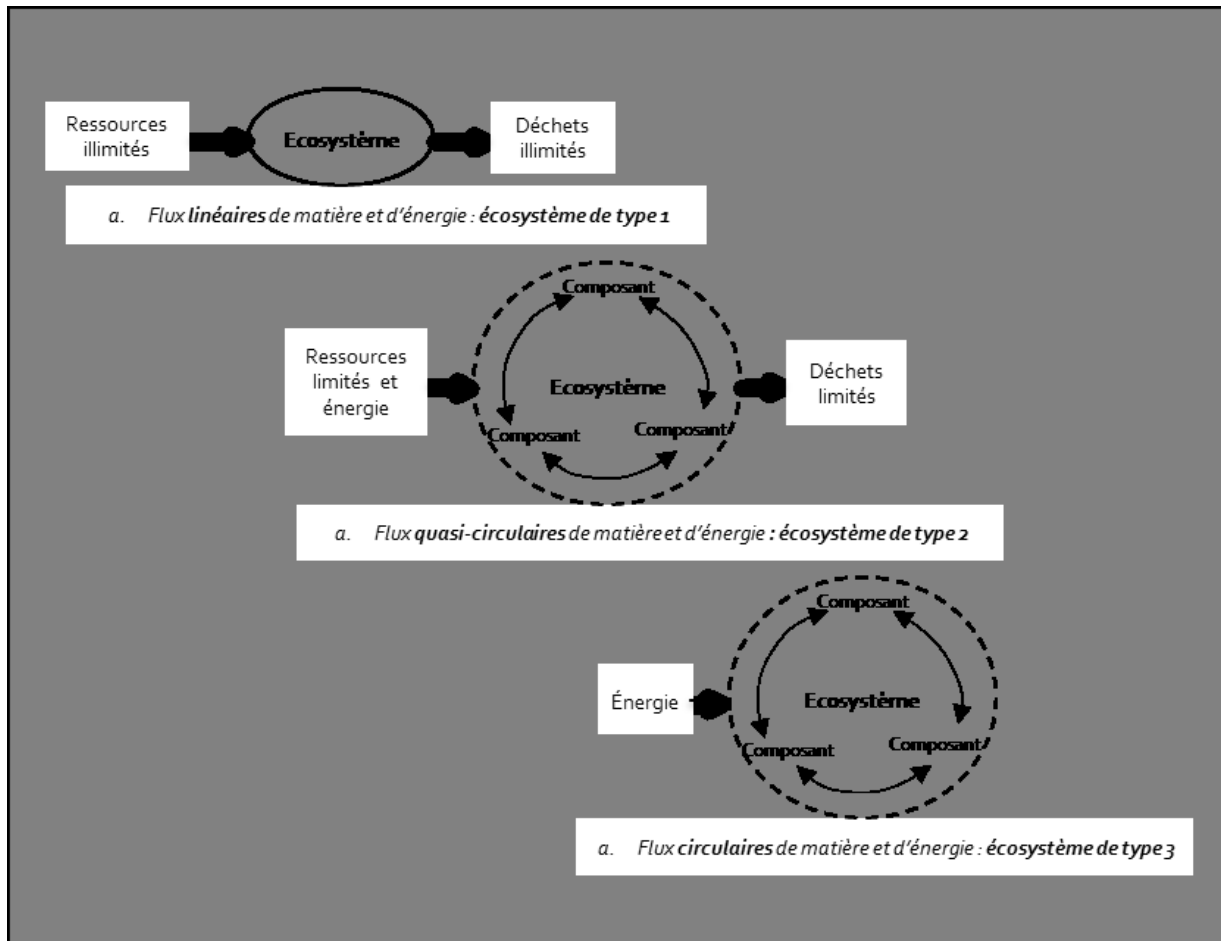 Ressources
illimités
Ecosystème
Déchets
illimités
a. Flux linéaires de matière et d'énergie : écosystème de type 1
Composant
Ressources
limités et
énergie
Ecosystème
Déchets
limités
Composant
Composant
a. Flux quasi-circulaires de matière et d'énergie : écosystème de type 2
Composant
Énergie
Ecosystème
Composant
Composant
a. Flux circulaires de matière et d'énergie : écosystème de type 3